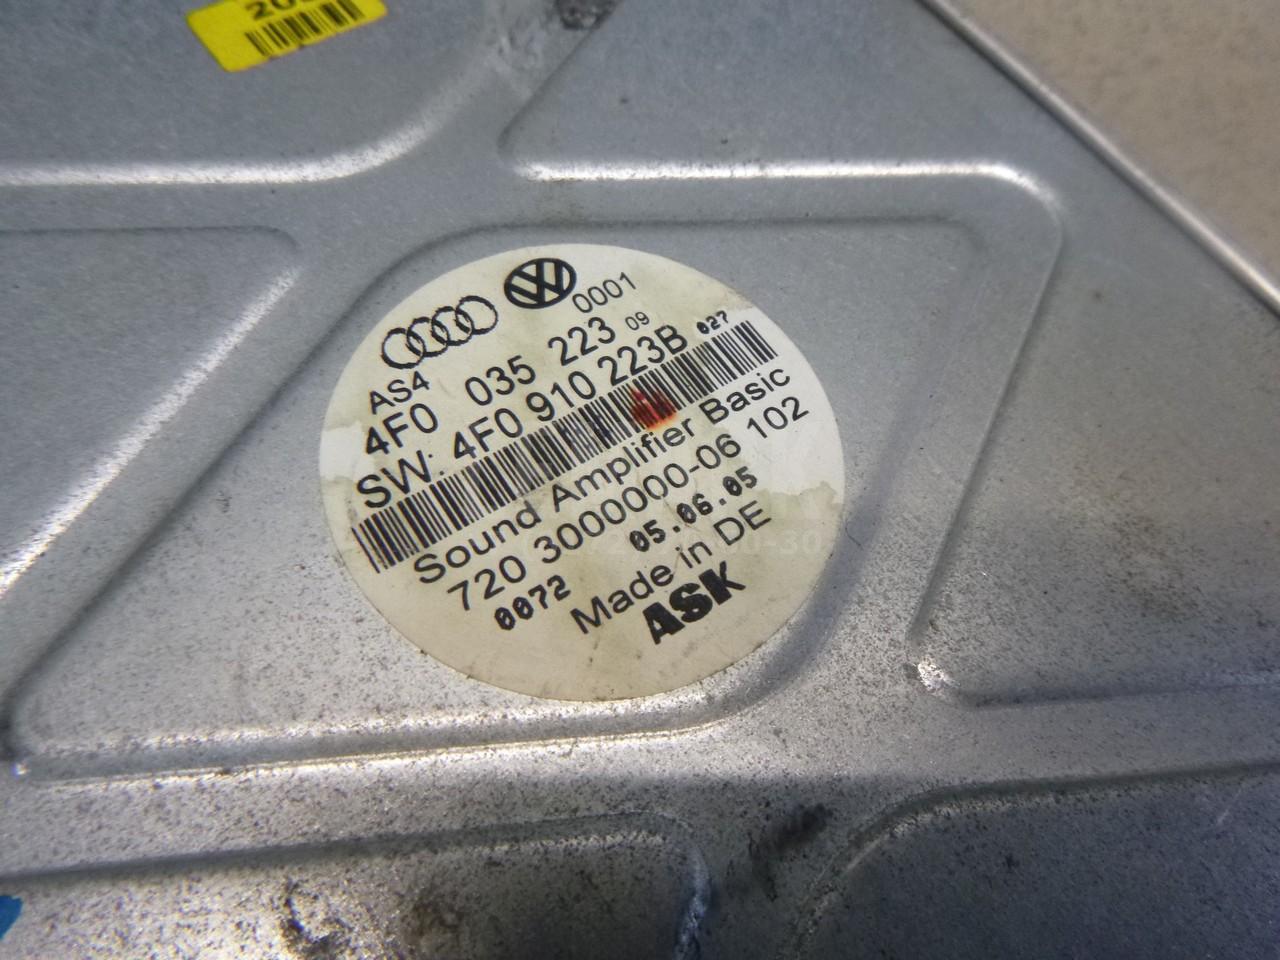 0001
AS4
4F0 035 223 09
SW: 4F0 910 223B 027
Sound Amplifier Basic
720 3000000-06 102
0072 05.06.05
Made in DE
ASK